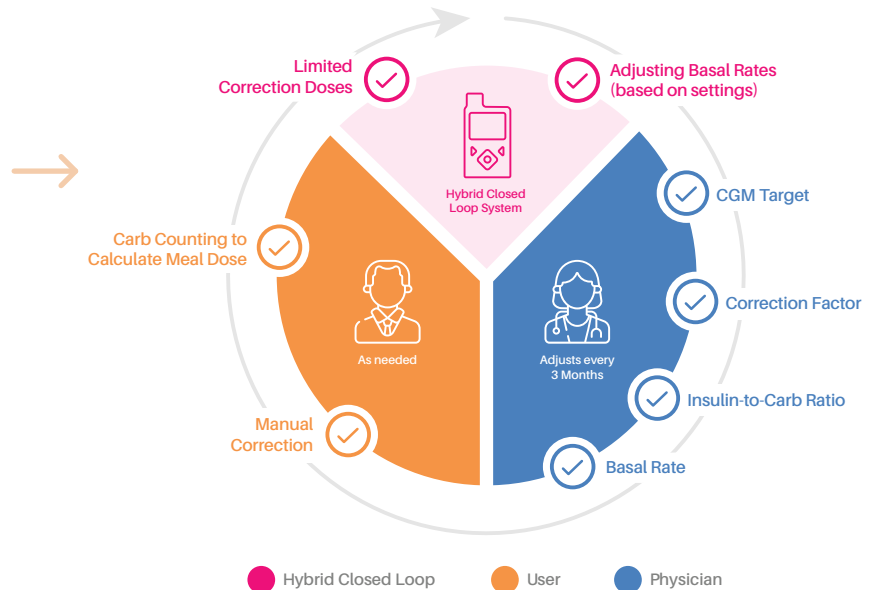 Limited
Correction Doses
Adjusting Basal Rates
(based on settings)
Hybrid Closed
Loop System
CGM Target
Carb Counting to
Calculate Meal Dose
Correction Factor
As needed
Adjusts every
3 Months
Insulin-to-Carb Ratio
Manual
Correction
Basal Rate
Hybrid Closed Loop
User
Physician